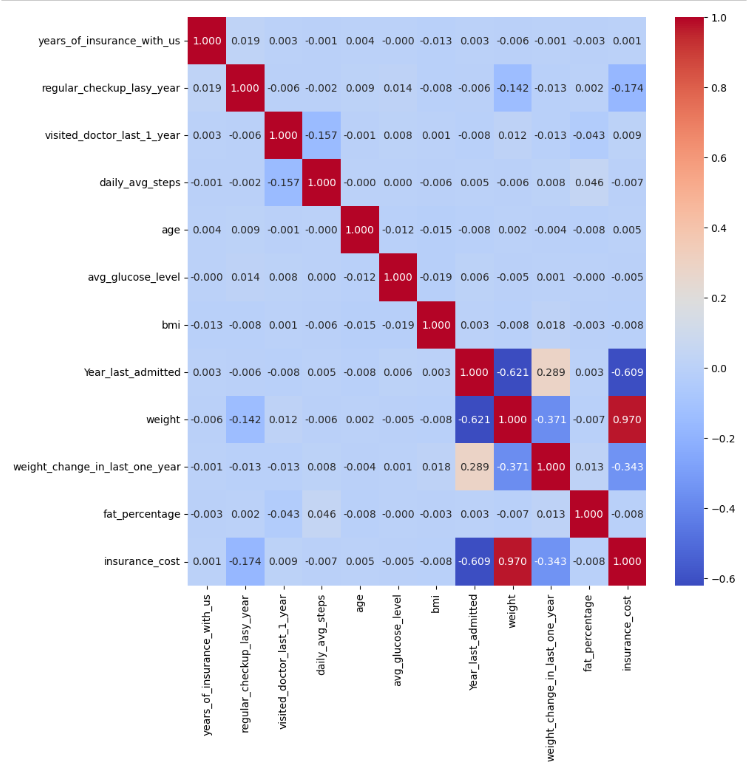 years_of_insurance_with_us 1.000 0.019 0.003 -0.001 0.004 -0.000 -0.013 0.003 -0.006 -0.001 -0.003 0.001
regular_checkup_lasy_year 0.019 1.000 -0.006 -0.002 0.009 0.014 -0.008 -0.006 -0.142 -0.013 0.002 -0.174
visited_doctor_last_1_year 0.003 -0.006 1.000 -0.157 -0.001 0.008 0.001 -0.008 0.012 -0.013 -0.043 0.009
daily_avg_steps -0.001 -0.002 -0.157 1.000 -0.000 0.000 -0.006 0.005 -0.006 0.008 0.046 -0.007
age 0.004 0.009 -0.001 -0.000 1.000 -0.012 -0.015 -0.008 0.002 -0.004 -0.008 0.005
avg_glucose_level -0.000 0.014 0.008 0.000 -0.012 1.000 -0.019 0.006 -0.005 0.001 -0.000 -0.005
bmi -0.013 -0.008 0.001 -0.006 -0.015 -0.019 1.000 0.003 -0.008 0.018 -0.003 -0.008
Year_last_admitted 0.003 -0.006 -0.008 0.005 -0.008 0.006 0.003 1.000 -0.621 0.289 0.003 -0.609
weight -0.006 -0.142 0.012 -0.006 0.002 -0.005 -0.008 -0.621 1.000 -0.371 -0.007 0.970
weight_change_in_last_one_year -0.001 -0.013 -0.013 0.008 -0.004 0.001 0.018 0.289 -0.371 1.000 0.013 -0.343
fat_percentage -0.003 0.002 -0.043 0.046 -0.008 -0.000 -0.003 0.003 -0.007 0.013 1.000 -0.008
insurance_cost 0.001 -0.174 0.009 -0.007 0.005 -0.005 -0.008 -0.609 0.970 -0.343 -0.008 1.000
years_of_insurance_with_us
regular_checkup_lasy_year
visited_doctor_last_1_year
daily_avg_steps
age
avg_glucose_level
bmi
Year_last_admitted
weight
weight_change_in_last_one_year
fat_percentage
insurance_cost
1.0
0.8
0.6
0.4
0.2
0.0
−0.2
−0.4
−0.6